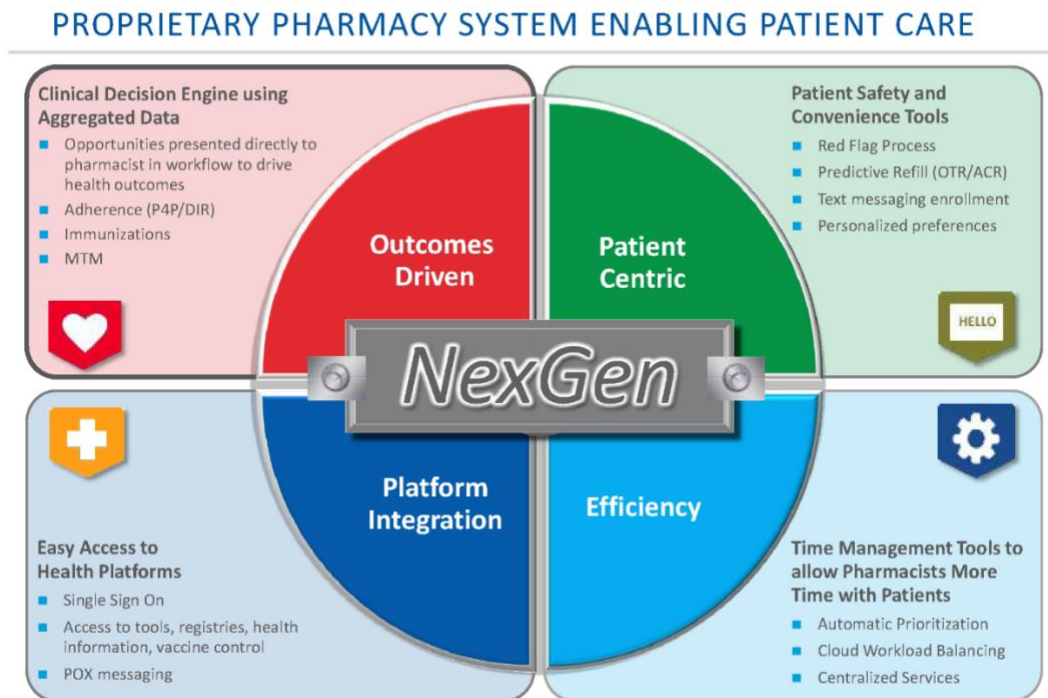 PROPRIETARY PHARMACY SYSTEM ENABLING PATIENT CARE
Clinical Decision Engine using
Aggregated Data
Opportunities presented directly to
pharmacist in workflow to drive
health outcomes
Adherence (P4P/DIR)
Immunizations
MTM
Outcomes
Driven
Patient
Centric
Patient Safety and
Convenience Tools
Red Flag Process
Predictive Refill (OTR/ACR)
Text messaging enrollment
Personalized preferences
HELLO
NexGen
Platform
Integration
Efficiency
Easy Access to
Health Platforms
Single Sign On
Access to tools, registries, health
information, vaccine control
POX messaging
Time Management Tools to
allow Pharmacists More
Time with Patients
Automatic Prioritization
Cloud Workload Balancing
Centralized Services